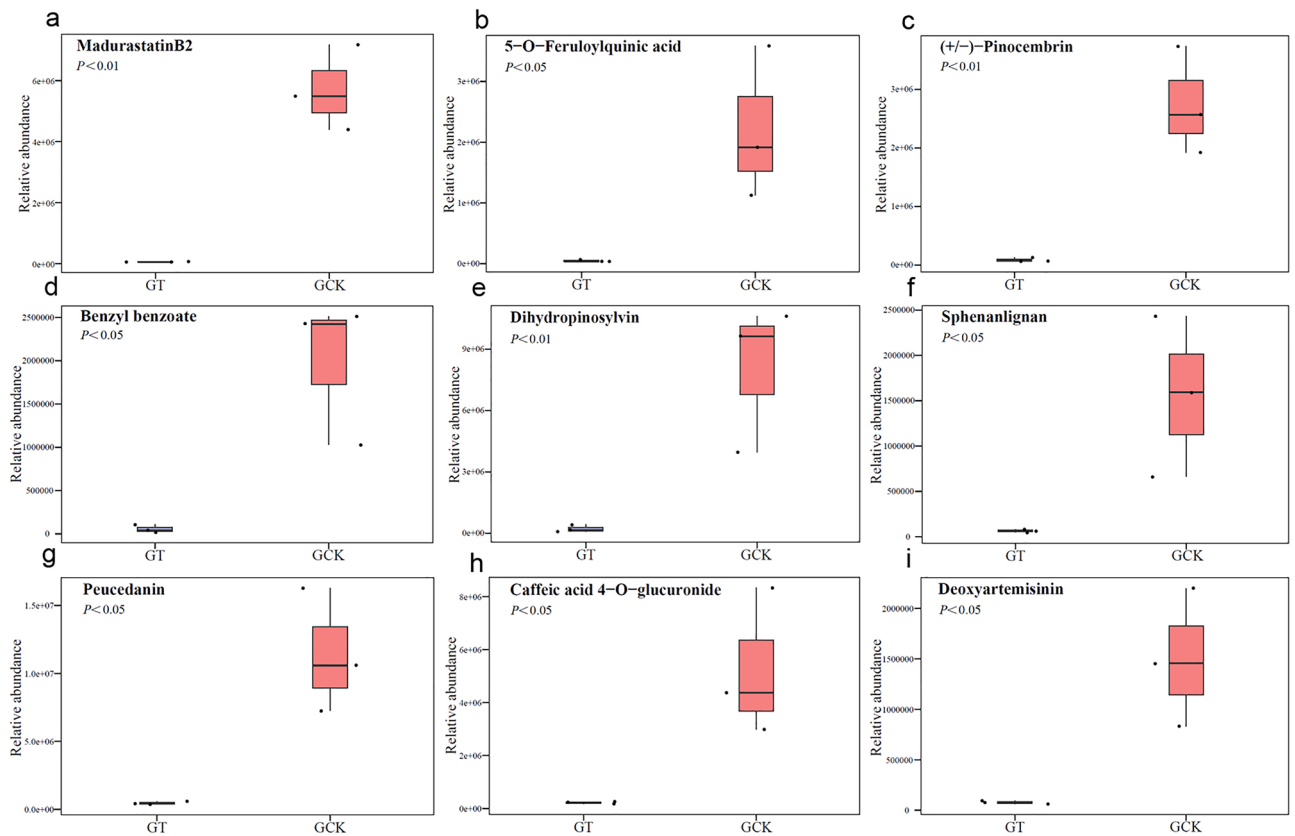 a
MadurastatinB2
P<0.01
Relative abundance
6e+06
4e+06
2e+06
0e+00
GT
GCK
b
5−O−Feruloylquinic acid
P<0.05
Relative abundance
3e+06
2e+06
1e+06
0e+00
GT
GCK
c
(+/−)−Pinocembrin
P<0.01
Relative abundance
3e+06
2e+06
1e+06
0e+00
GT
GCK
d
Benzyl benzoate
P<0.05
Relative abundance
2500000
2000000
1500000
1000000
500000
0
GT
GCK
e
Dihydropinosylvin
P<0.01
Relative abundance
9e+06
6e+06
3e+06
0e+00
GT
GCK
f
Sphenanlignan
P<0.05
Relative abundance
2500000
2000000
1500000
1000000
500000
0
GT
GCK
g
Peucedanin
P<0.05
Relative abundance
1.5e+07
1.0e+07
5.0e+06
0.0e+00
GT
GCK
h
Caffeic acid 4−O−glucuronide
P<0.05
Relative abundance
8e+06
6e+06
4e+06
2e+06
0e+00
GT
GCK
i
Deoxyartemisinin
P<0.05
Relative abundance
2000000
1500000
1000000
500000
0
GT
GCK